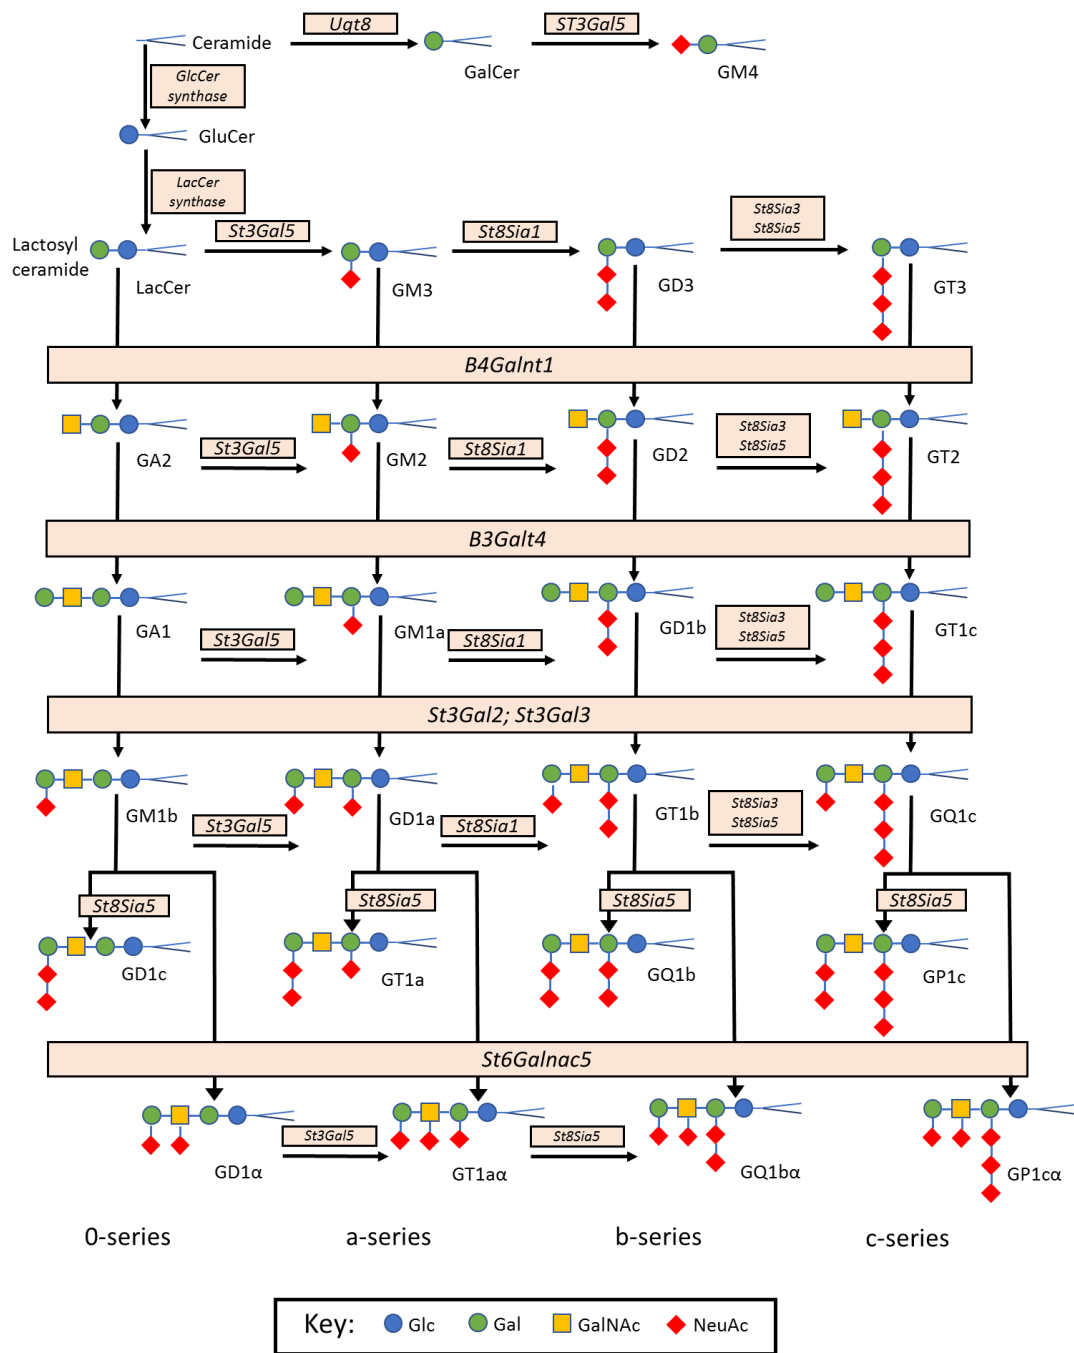 Ugt8
ST3Gal5
Ceramide
GalCer
GM4
GlcCer
synthase
GluCer
LacCer
synthase
St3Gal5
St8Sia1
St8Sia3
St8Sia5
Lactosyl
ceramide
LacCer
GM3
GD3
GT3
B4Galnt1
GA2
St3Gal5
GM2
St8Sia1
GD2
St8Sia3
St8Sia5
GT2
B3Galt4
GA1
St3Gal5
GM1a
St8Sia1
GD1b
St8Sia3
St8Sia5
GT1c
St3Gal2; St3Gal3
GM1b
St3Gal5
GD1a
St8Sia1
GT1b
St8Sia3
St8Sia5
GQ1c
St8Sia5
St8Sia5
St8Sia5
St8Sia5
GD1c
GT1a
GQ1b
GP1c
St6Galnac5
GD1α
St3Gal5
GT1aα
St8Sia5
GQ1bα
GP1cα
0-series
a-series
b-series
c-series
Key: Glc Gal GalNAc NeuAc